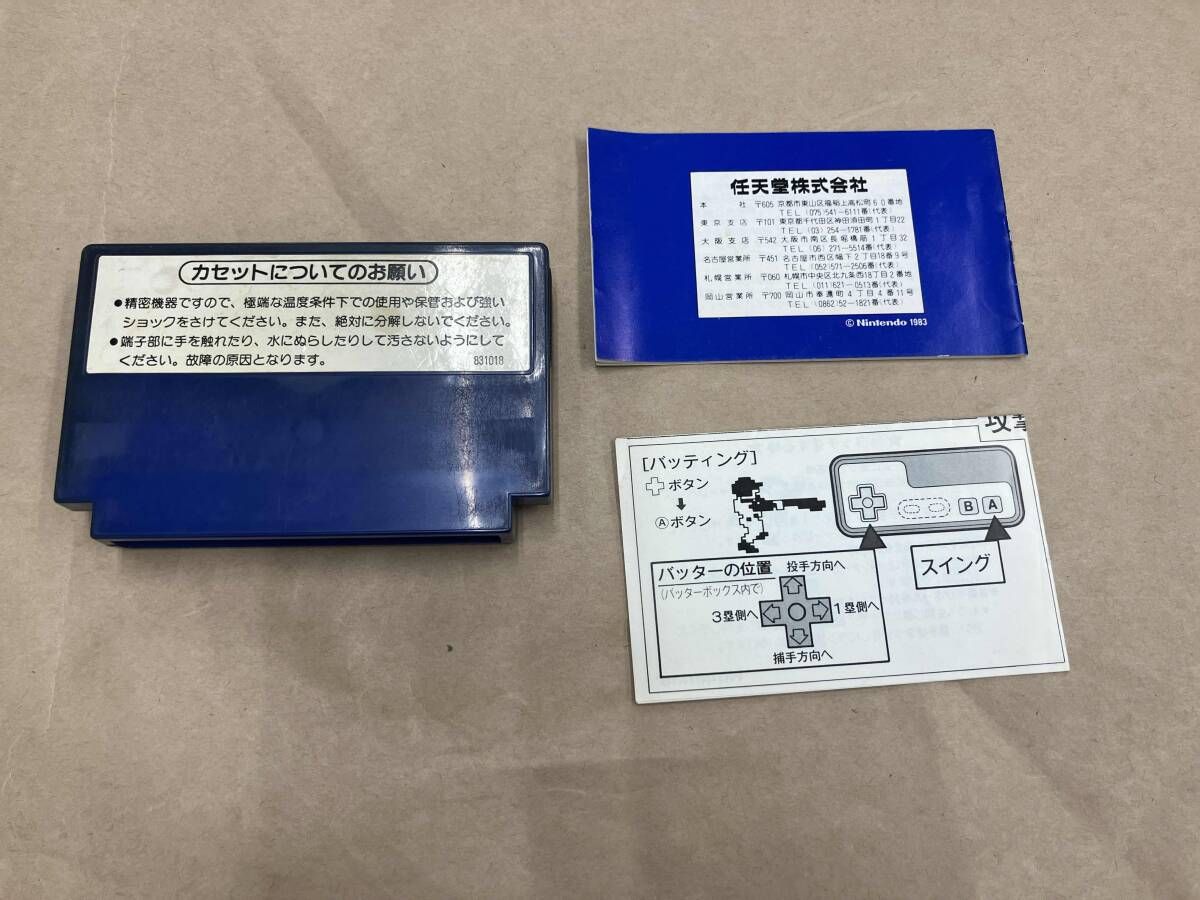 カセットについてのお願い
●精密機器ですので、極端な温度条件下での使用や保管および強い
ショックをさけてください。また、絶対に分解しないでください。
●端子部に手を触れたり、水にぬらしたりして汚さないようにして
ください。故障の原因となります。
831018
任天堂株式会社
本社 〒605 京都市東山区福稲上高松町60番地
TEL (075)541-6111番(代表)
東京支店 〒101 東京都千代田区神田須田町1丁目22
TEL (03) 254-1781番(代表)
大阪支店 〒542 大阪市南区長堀橋筋1丁目32
TEL (06) 271-5514番(代表)
名古屋営業所 〒451 名古屋市西区幅下2丁目18番9号
TEL (052)571-2506番(代表)
札幌営業所 〒060 札幌市中央区北九条西18丁目2番地
TEL (011)621-0513番(代表)
岡山営業所 〒700 岡山市奉還町4丁目4番11号
TEL (0862)52-1821番(代表)
© Nintendo 1983
攻撃
[バッティング]
ボタン
Ⓐボタン
B A
スイング
バッターの位置
(バッターボックス内で)
投手方向へ
3塁側へ
1塁側へ
捕手方向へ